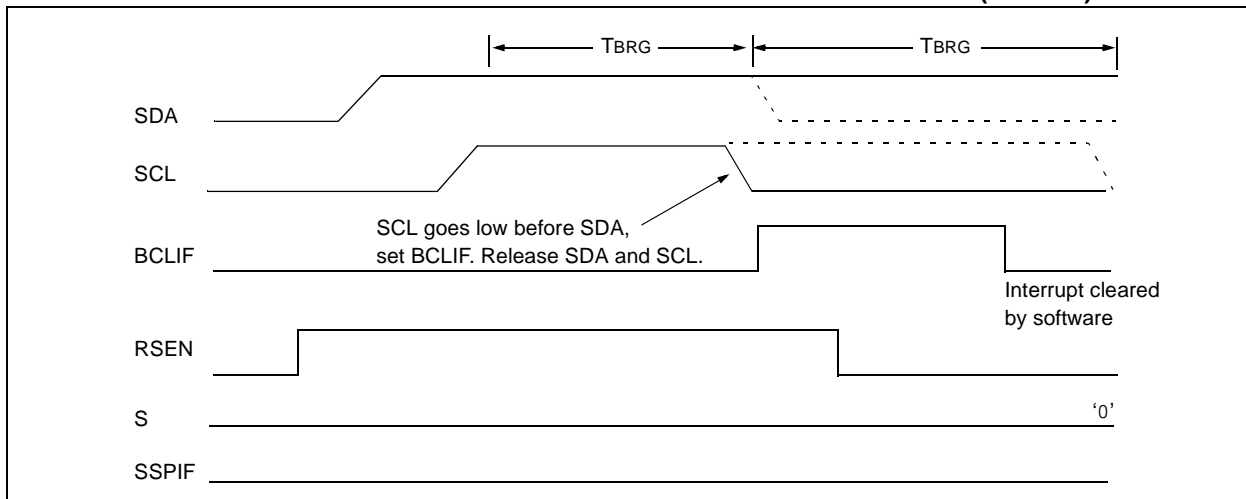 TBRG TBRG
SDA
SCL
SCL goes low before SDA,
set BCLIF. Release SDA and SCL.
BCLIF
Interrupt cleared
by software
RSEN
S
‘0’
SSPIF